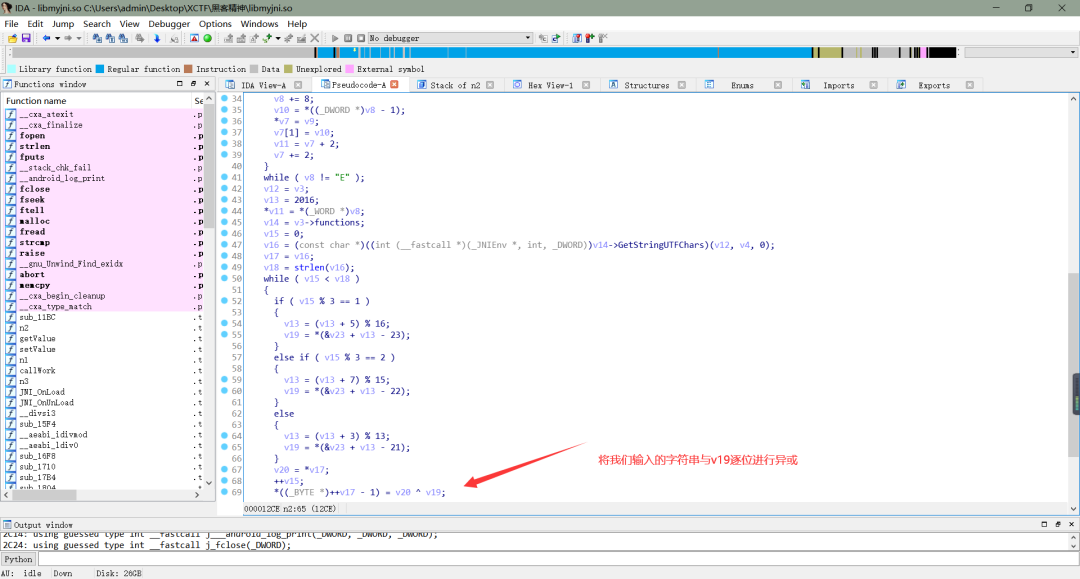 IDA - libmyjni.so C:\Users\admin\Desktop\XCTF\黑客精神\libmyjni.so
File Edit Jump Search View Debugger Options Windows Help
No debugger
Library function Regular function Instruction Data Unexplored External symbol
Functions window
IDA View-A Pseudocode-A Stack of n2 Hex View-1 Structures Enums Imports Exports
Function name Se
__cxa_atexit .p
__cxa_finalize .p
fopen .p
strlen .p
fputs .p
__stack_chk_fail .p
__android_log_print .p
fclose .p
fseek .p
ftell .p
malloc .p
fread .p
strcmp .p
raise .p
__gnu_Unwind_Find_exidx .p
abort .p
memcpy .p
__cxa_begin_cleanup .p
__cxa_type_match .p
sub_11BC .t
n2 .t
getValue .t
setValue .t
n1 .t
callWork .t
n3 .t
JNI_OnLoad .t
JNI_OnUnLoad .t
__divsi3 .t
sub_15F4 .t
__aeabi_idivmod .t
__aeabi_ldiv0 .t
sub_16F8 .t
sub_1710 .t
sub_17B4 .t
sub_1804 .t
34 v8 += 8;
35 v10 = *((_DWORD *)v8 - 1);
36 *v7 = v9;
37 v7[1] = v10;
38 v11 = v7 + 2;
39 v7 += 2;
40 }
41 while ( v8 != "E" );
42 v12 = v3;
43 v13 = 2016;
44 *v11 = *(_WORD *)v8;
45 v14 = v3->functions;
46 v15 = 0;
47 v16 = (const char *)((int (__fastcall *)(_JNIEnv *, int, _DWORD))v14->GetStringUTFChars)(v12, v4, 0);
48 v17 = v16;
49 v18 = strlen(v16);
50 while ( v15 < v18 )
51 {
52 if ( v15 % 3 == 1 )
53 {
54 v13 = (v13 + 5) % 16;
55 v19 = *(&v23 + v13 - 23);
56 }
57 else if ( v15 % 3 == 2 )
58 {
59 v13 = (v13 + 7) % 15;
60 v19 = *(&v23 + v13 - 22);
61 }
62 else
63 {
64 v13 = (v13 + 3) % 13;
65 v19 = *(&v23 + v13 - 21);
66 }
67 v20 = *v17;
68 ++v15;
69 *((_BYTE *)++v17 - 1) = v20 ^ v19;
将我们输入的字符串与v19逐位进行异或
000012CE n2:65 (12CE)
Output window
2C14: using guessed type int __fastcall j___android_log_print(_DWORD, _DWORD, _DWORD);
2C24: using guessed type int __fastcall j_fclose(_DWORD);
Python
AU: idle Down Disk: 26GB